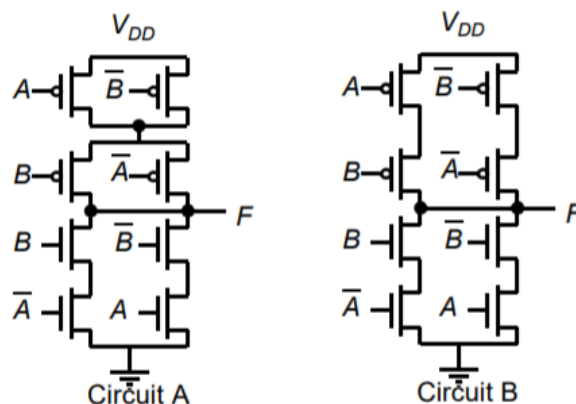 V_DD V_DD
A B̅ A B̅
B A̅ B A̅
F F
B B̅ B B̅
A̅ A A̅ A
Circuit A Circuit B